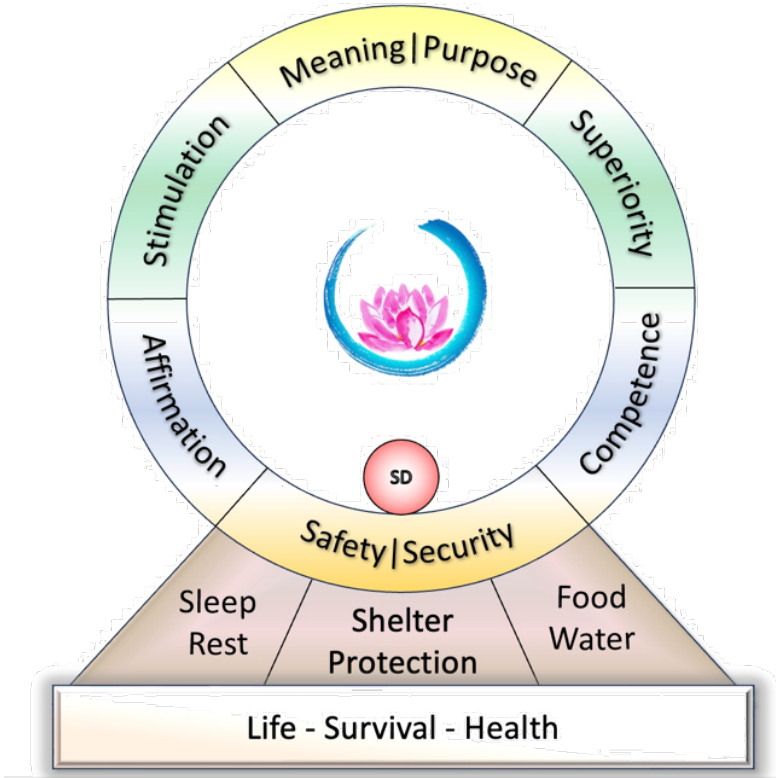 Meaning|Purpose
Stimulation
Superiority
Affirmation
Competence
SD
Safety|Security
Sleep
Rest
Shelter
Protection
Food
Water
Life - Survival - Health